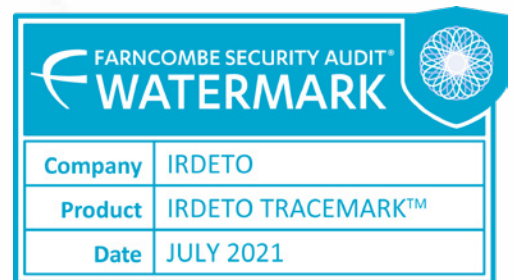 FARNCOMBE SECURITY AUDIT®
WATERMARK
Company IRDETO
Product IRDETO TRACEMARK™
Date JULY 2021